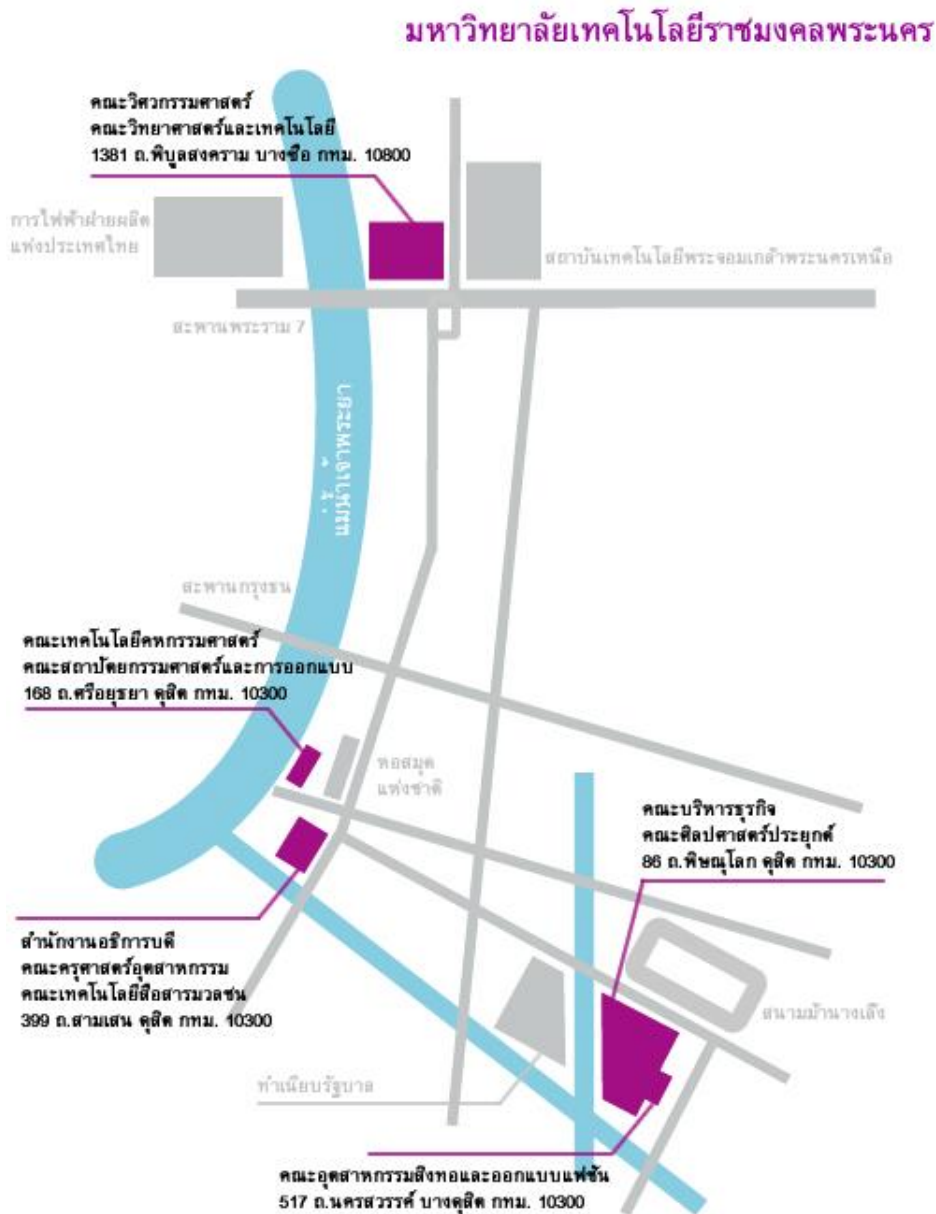 มหาวิทยาลัยเทคโนโลยีราชมงคลพระนคร
คณะวิศวกรรมศาสตร์
คณะวิทยาศาสตร์และเทคโนโลยี
1381 ถ.พิบูลสงคราม บางซื่อ กทม. 10800
การไฟฟ้าฝ่ายผลิต
แห่งประเทศไทย
สถาบันเทคโนโลยีพระจอมเกล้าพระนครเหนือ
สะพานพระราม 7
แม่น้ำเจ้าพระยา
สะพานกรุงธน
คณะเทคโนโลยีคหกรรมศาสตร์
คณะสถาปัตยกรรมศาสตร์และการออกแบบ
168 ถ.ศรีอยุธยา ดุสิต กทม. 10300
หอสมุด
แห่งชาติ
คณะบริหารธุรกิจ
คณะศิลปศาสตร์ประยุกต์
86 ถ.พิษณุโลก ดุสิต กทม. 10300
สำนักงานอธิการบดี
คณะครุศาสตร์อุตสาหกรรม
คณะเทคโนโลยีสื่อสารมวลชน
399 ถ.สามเสน ดุสิต กทม. 10300
สนามม้านางเลิ้ง
ทำเนียบรัฐบาล
คณะอุตสาหกรรมสิ่งทอและออกแบบแฟชั่น
517 ถ.นครสวรรค์ บางดุสิต กทม. 10300